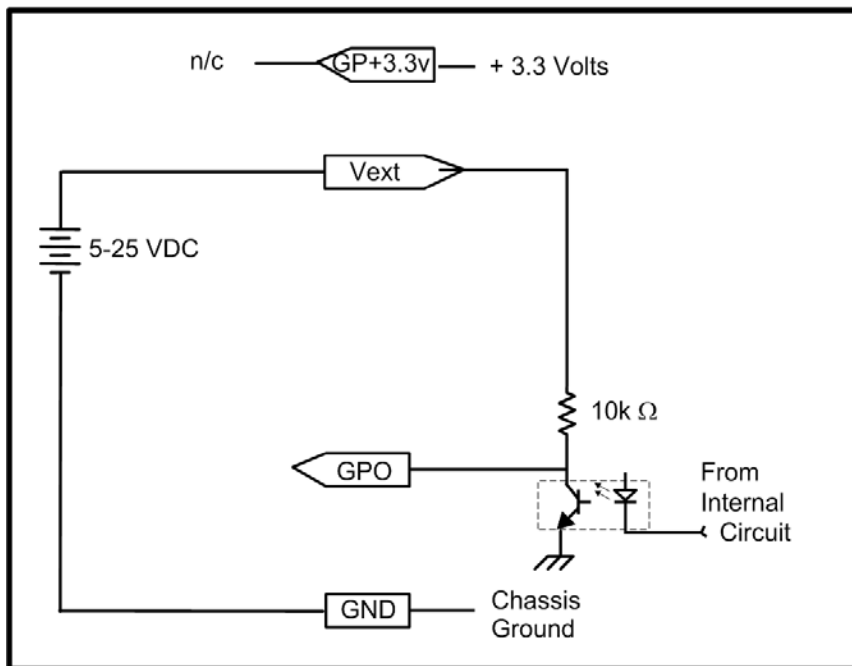 n/c
GP+3.3v
+ 3.3 Volts
Vext
5-25 VDC
10k Ω
GPO
From
Internal
Circuit
GND
Chassis
Ground